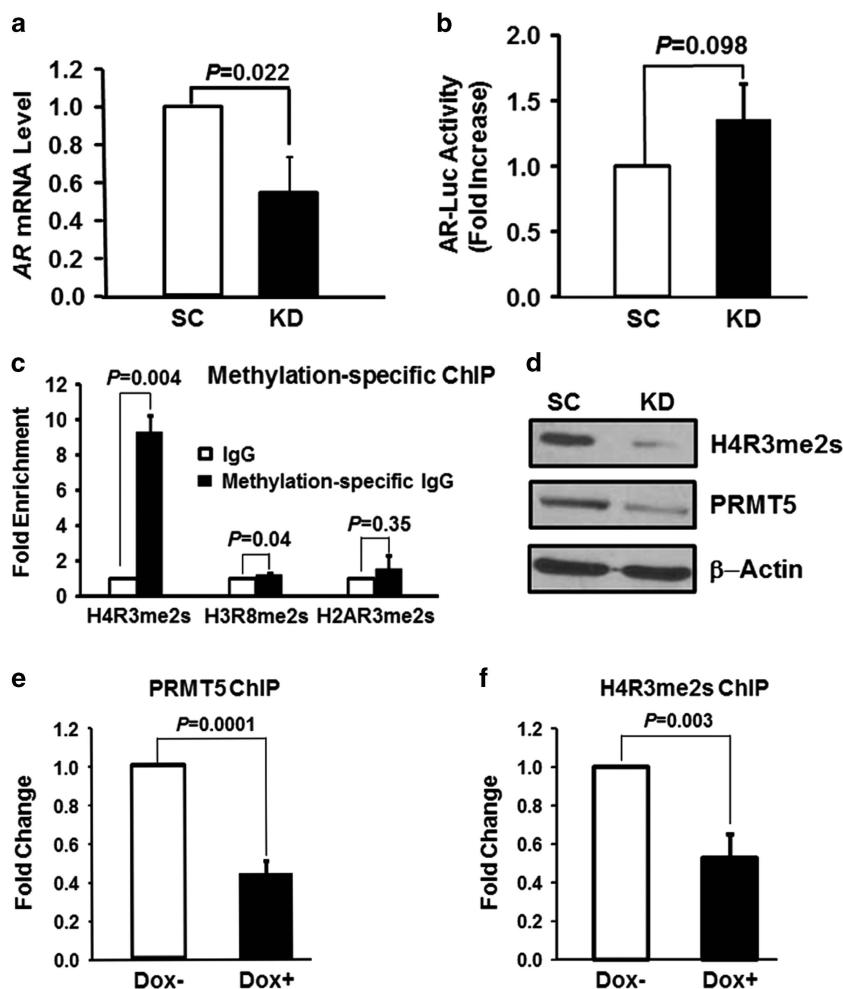 a
P=0.022
AR mRNA Level
1.2
1.0
0.8
0.6
0.4
0.2
0.0
SC KD
b
P=0.098
AR-Luc Activity
(Fold Increase)
2.0
1.5
1.0
0.5
0.0
SC KD
c
Methylation-specific ChIP
P=0.004
Fold Enrichment
12
10
8
6
4
2
0
IgG
Methylation-specific IgG
P=0.04
P=0.35
H4R3me2s H3R8me2s H2AR3me2s
d
SC KD
H4R3me2s
PRMT5
β–Actin
e
PRMT5 ChIP
P=0.0001
Fold Change
1.2
1.0
0.8
0.6
0.4
0.2
0.0
Dox- Dox+
f
H4R3me2s ChIP
P=0.003
Fold Change
1.2
1.0
0.8
0.6
0.4
0.2
0.0
Dox- Dox+